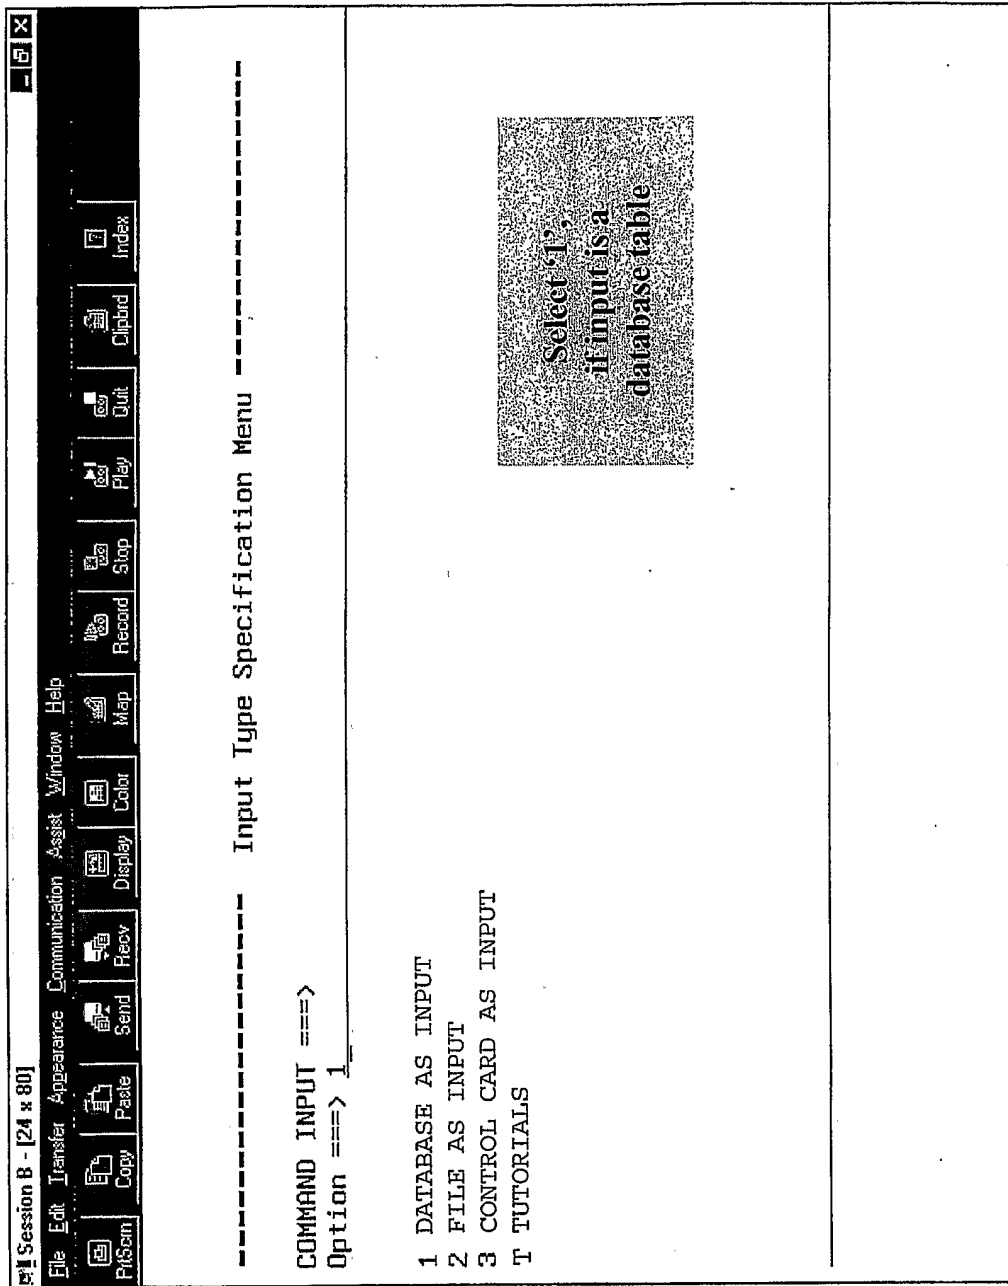 Session B - [24 x 80]
File Edit Transfer Appearance Communication Assist Window Help
PrtScrn Copy Paste Send Recv Display Color Map Record Stop Play Quit Clipbrd Index
------------------------ Input Type Specification Menu ------------------------
COMMAND INPUT ===>
Option ===> 1_
1 DATABASE AS INPUT
2 FILE AS INPUT
3 CONTROL CARD AS INPUT
T TUTORIALS
Select ‘1’,
if input is a
database table